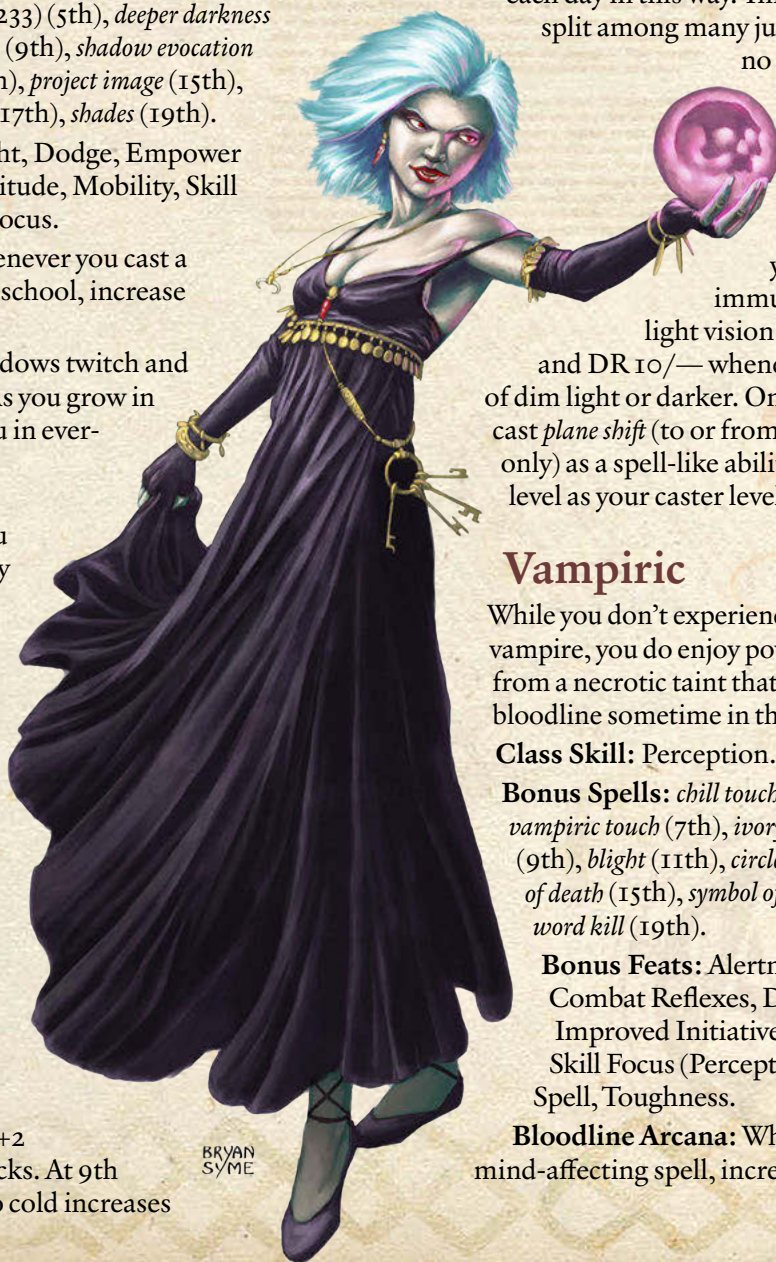 233) (5th), deeper darkness
(9th), shadow evocation
), project image (15th),
17th), shades (19th).
ht, Dodge, Empower
itude, Mobility, Skill
ocus.
enever you cast a
school, increase
dows twitch and
As you grow in
u in ever-
u
y
+2
cks. At 9th
o cold increases
BRYAN
SYME
each day in this way. Th
split among many ju
no
y
immu
light vision
and DR 10/— whene
of dim light or darker. On
cast plane shift (to or from
only) as a spell-like abili
level as your caster level
Vampiric
While you don’t experienc
vampire, you do enjoy pow
from a necrotic taint that
bloodline sometime in th
Class Skill: Perception.
Bonus Spells: chill touch
vampiric touch (7th), ivory
(9th), blight (11th), circle
of death (15th), symbol of
word kill (19th).
Bonus Feats: Alertn
Combat Reflexes, D
Improved Initiative
Skill Focus (Percept
Spell, Toughness.
Bloodline Arcana: Wh
mind-affecting spell, incre